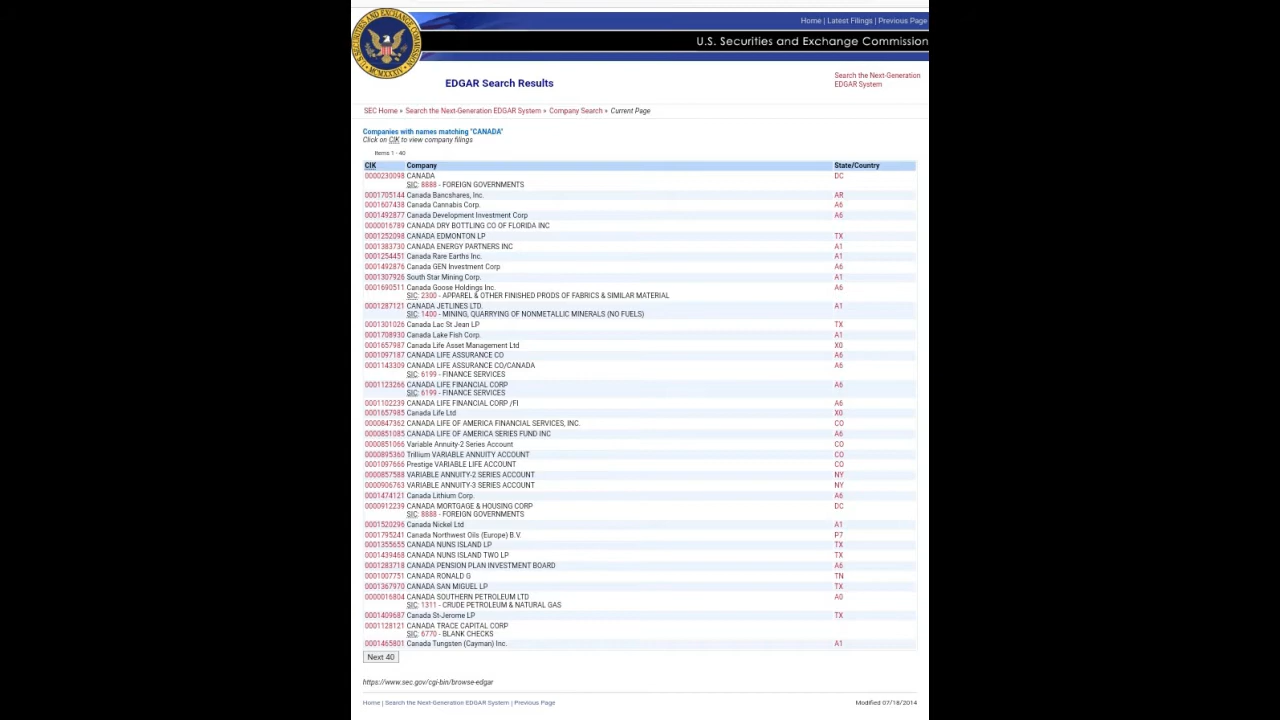 Home | Latest Filings | Previous Page
U.S. Securities and Exchange Commission
EDGAR Search Results
Search the Next-Generation
EDGAR System
SEC Home » Search the Next-Generation EDGAR System » Company Search » Current Page
Companies with names matching "CANADA"
Click on CIK to view company filings
Items 1 - 40
CIK Company State/Country
0000230098 CANADA DC
SIC: 8888 - FOREIGN GOVERNMENTS
0001705144 Canada Bancshares, Inc. AR
0001607438 Canada Cannabis Corp. A6
0001492877 Canada Development Investment Corp A6
0000016789 CANADA DRY BOTTLING CO OF FLORIDA INC
0001252098 CANADA EDMONTON LP TX
0001383730 CANADA ENERGY PARTNERS INC A1
0001254451 Canada Rare Earths Inc. A1
0001492876 Canada GEN Investment Corp A6
0001307926 South Star Mining Corp. A1
0001690511 Canada Goose Holdings Inc. A6
SIC: 2300 - APPAREL & OTHER FINISHED PRODS OF FABRICS & SIMILAR MATERIAL
0001287121 CANADA JETLINES LTD. A1
SIC: 1400 - MINING, QUARRYING OF NONMETALLIC MINERALS (NO FUELS)
0001301026 Canada Lac St Jean LP TX
0001708930 Canada Lake Fish Corp. A1
0001657987 Canada Life Asset Management Ltd X0
0001097187 CANADA LIFE ASSURANCE CO A6
0001143309 CANADA LIFE ASSURANCE CO/CANADA A6
SIC: 6199 - FINANCE SERVICES
0001123266 CANADA LIFE FINANCIAL CORP A6
SIC: 6199 - FINANCE SERVICES
0001102239 CANADA LIFE FINANCIAL CORP /FI A6
0001657985 Canada Life Ltd X0
0000847362 CANADA LIFE OF AMERICA FINANCIAL SERVICES, INC. CO
0000851085 CANADA LIFE OF AMERICA SERIES FUND INC A6
0000851066 Variable Annuity-2 Series Account CO
0000895360 Trillium VARIABLE ANNUITY ACCOUNT CO
0001097666 Prestige VARIABLE LIFE ACCOUNT CO
0000857588 VARIABLE ANNUITY-2 SERIES ACCOUNT NY
0000906763 VARIABLE ANNUITY-3 SERIES ACCOUNT NY
0001474121 Canada Lithium Corp. A6
0000912239 CANADA MORTGAGE & HOUSING CORP DC
SIC: 8888 - FOREIGN GOVERNMENTS
0001520296 Canada Nickel Ltd A1
0001795241 Canada Northwest Oils (Europe) B.V. P7
0001355655 CANADA NUNS ISLAND LP TX
0001439468 CANADA NUNS ISLAND TWO LP TX
0001283718 CANADA PENSION PLAN INVESTMENT BOARD A6
0001007751 CANADA RONALD G TN
0001367970 CANADA SAN MIGUEL LP TX
0000016804 CANADA SOUTHERN PETROLEUM LTD A0
SIC: 1311 - CRUDE PETROLEUM & NATURAL GAS
0001409687 Canada St-Jerome LP TX
0001128121 CANADA TRACE CAPITAL CORP
SIC: 6770 - BLANK CHECKS
0001465801 Canada Tungsten (Cayman) Inc. A1
Next 40
https://www.sec.gov/cgi-bin/browse-edgar
Home | Search the Next-Generation EDGAR System | Previous Page Modified 07/18/2014